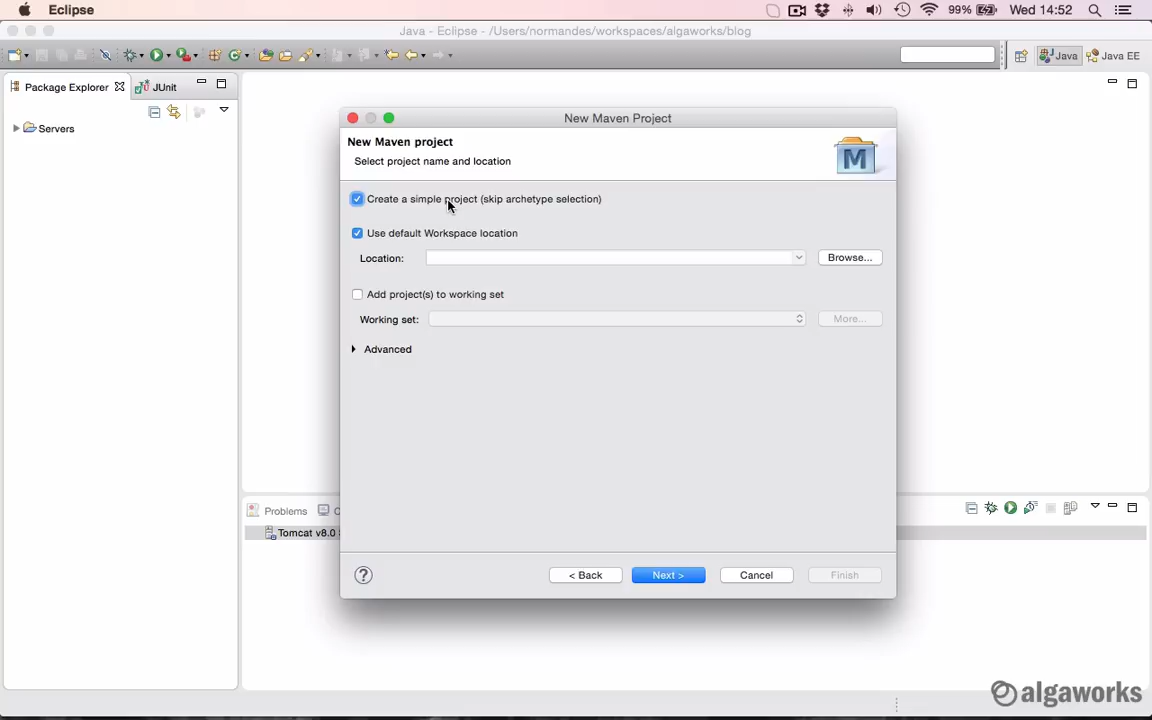 Eclipse
99%
Wed 14:52
Java - Eclipse - /Users/normandes/workspaces/algaworks/blog
Java
Java EE
Package Explorer
JUnit
Servers
New Maven Project
New Maven project
Select project name and location
M
Create a simple project (skip archetype selection)
Use default Workspace location
Location:
Browse...
Add project(s) to working set
Working set:
More...
Advanced
Problems
Tomcat v8.0
?
< Back
Next >
Cancel
Finish
algaworks